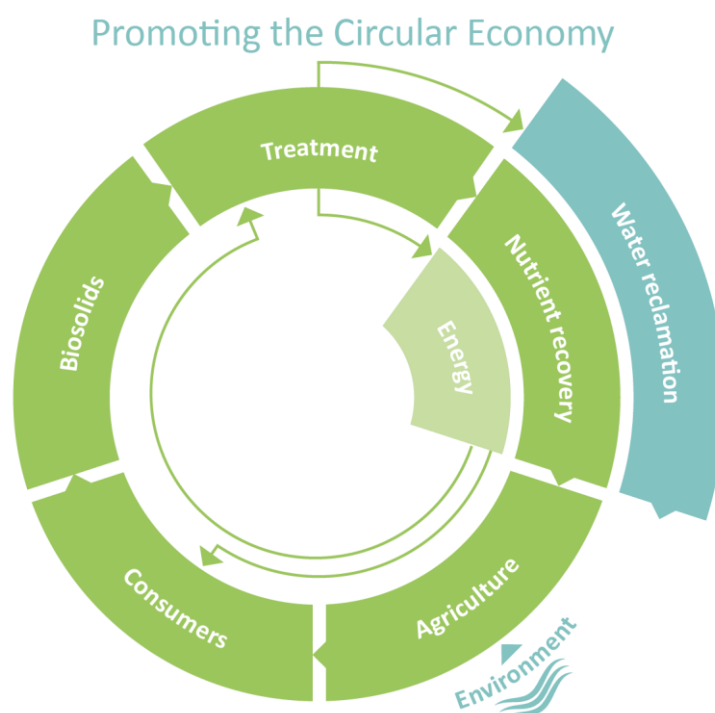 Promoting the Circular Economy
Treatment
Water reclamation
Nutrient recovery
Energy
Biosolids
Agriculture
Consumers
Environment